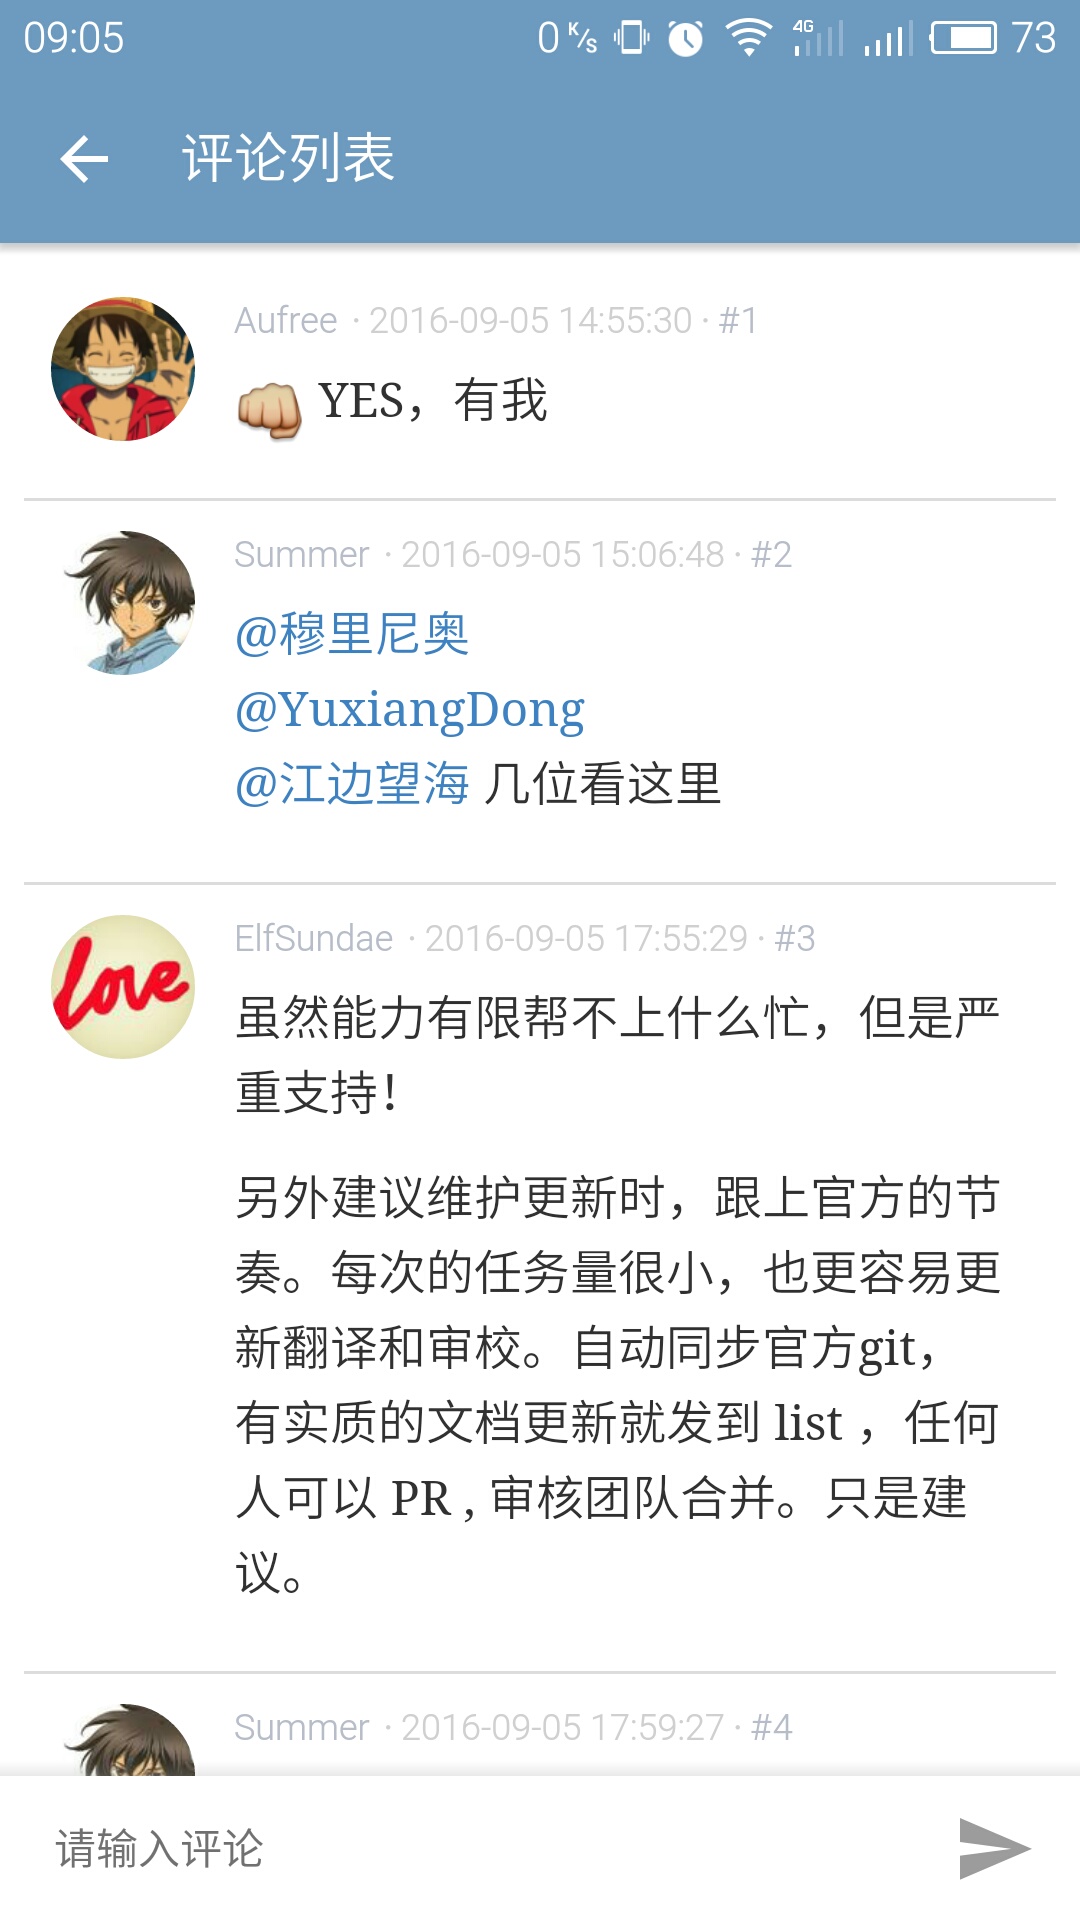 09:05
0 K/s 4G 73
评论列表
Aufree · 2016-09-05 14:55:30 · #1
👊 YES，有我
Summer · 2016-09-05 15:06:48 · #2
@穆里尼奥
@YuxiangDong
@江边望海 几位看这里
love
ElfSundae · 2016-09-05 17:55:29 · #3
虽然能力有限帮不上什么忙，但是严
重支持！
另外建议维护更新时，跟上官方的节
奏。每次的任务量很小，也更容易更
新翻译和审校。自动同步官方git，
有实质的文档更新就发到 list ，任何
人可以 PR , 审核团队合并。只是建
议。
Summer · 2016-09-05 17:59:27 · #4
请输入评论